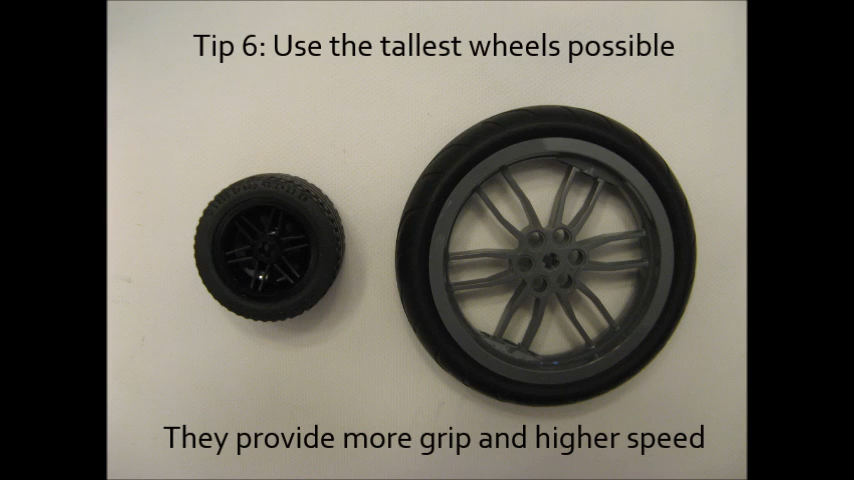 Tip 6: Use the tallest wheels possible
They provide more grip and higher speed